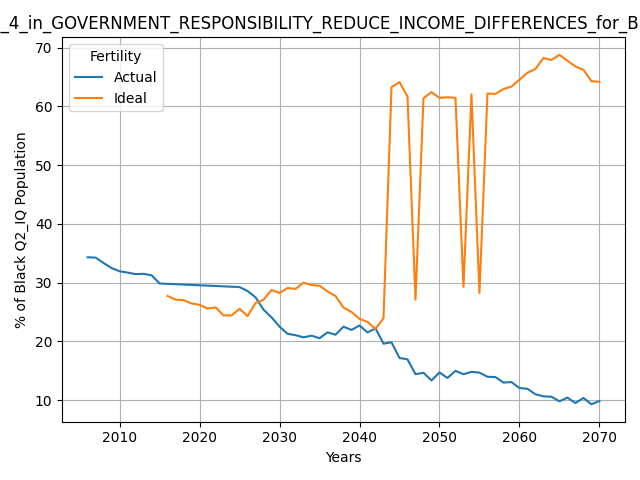 _4_in_GOVERNMENT_RESPONSIBILITY_REDUCE_INCOME_DIFFERENCES_for_B
Fertility
Actual
Ideal
70
60
50
40
30
20
10
% of Black Q2_IQ Population
2010
2020
2030
2040
2050
2060
2070
Years